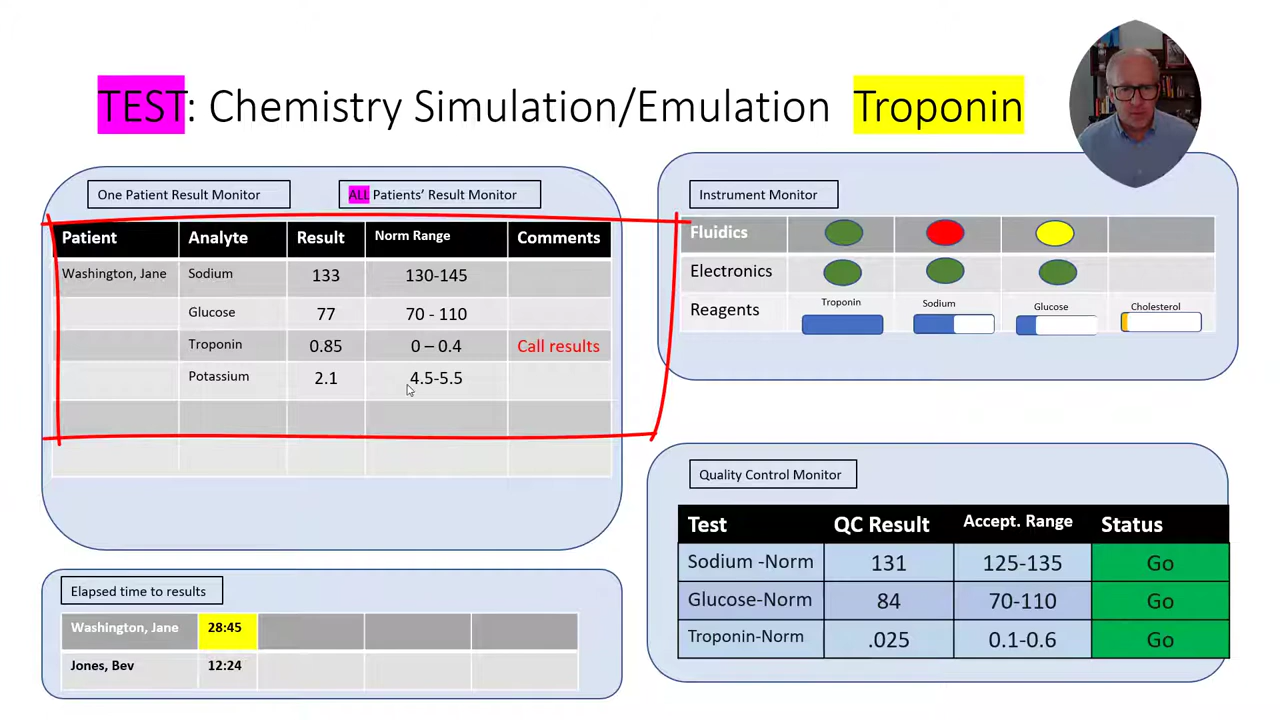 TEST: Chemistry Simulation/Emulation Troponin
One Patient Result Monitor
ALL Patients' Result Monitor
Patient Analyte Result Norm Range Comments
Washington, Jane Sodium 133 130-145
Glucose 77 70 - 110
Troponin 0.85 0 – 0.4 Call results
Potassium 2.1 4.5-5.5
Elapsed time to results
Washington, Jane 28:45
Jones, Bev 12:24
Instrument Monitor
Fluidics
Electronics
Reagents Troponin Sodium Glucose Cholesterol
Quality Control Monitor
Test QC Result Accept. Range Status
Sodium -Norm 131 125-135 Go
Glucose-Norm 84 70-110 Go
Troponin-Norm .025 0.1-0.6 Go